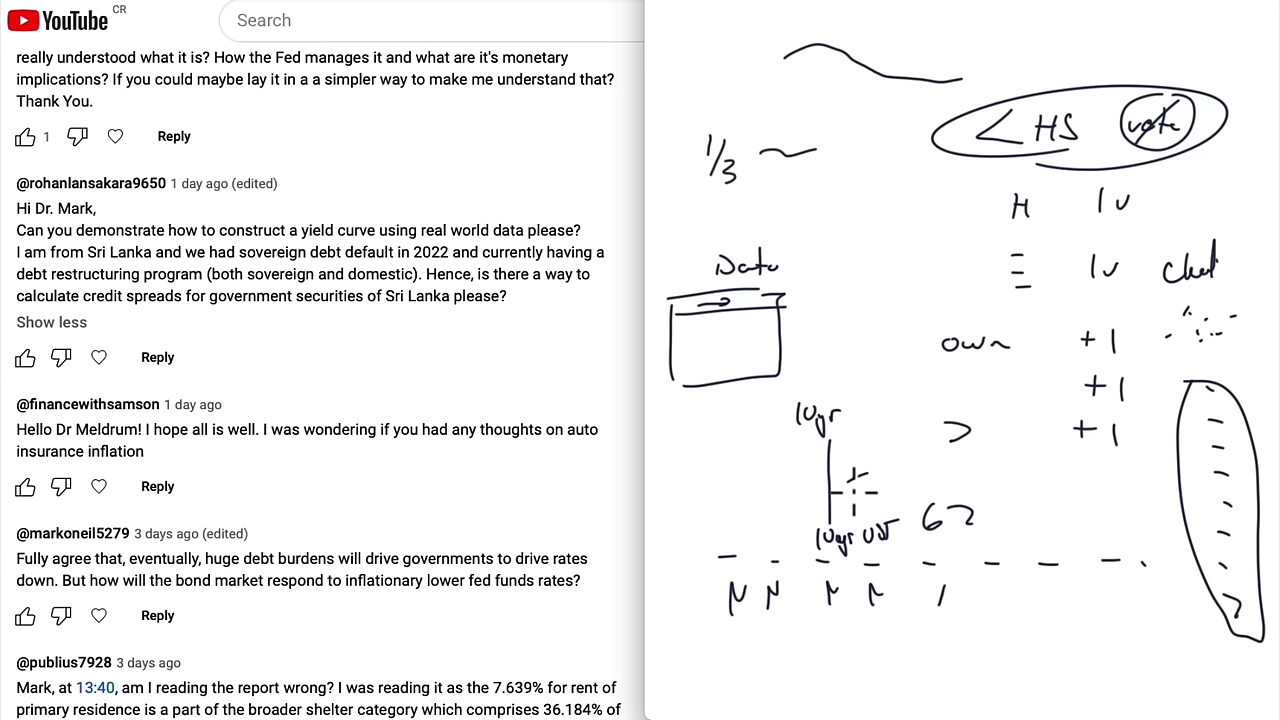 YouTube CR
Search
really understood what it is? How the Fed manages it and what are it's monetary
implications? If you could maybe lay it in a a simpler way to make me understand that?
Thank You.
1
Reply
@rohanlansakara9650 1 day ago (edited)
Hi Dr. Mark,
Can you demonstrate how to construct a yield curve using real world data please?
I am from Sri Lanka and we had sovereign debt default in 2022 and currently having a
debt restructuring program (both sovereign and domestic). Hence, is there a way to
calculate credit spreads for government securities of Sri Lanka please?
Show less
Reply
@financewithsamson 1 day ago
Hello Dr Meldrum! I hope all is well. I was wondering if you had any thoughts on auto
insurance inflation
Reply
@markoneil5279 3 days ago (edited)
Fully agree that, eventually, huge debt burdens will drive governments to drive rates
down. But how will the bond market respond to inflationary lower fed funds rates?
Reply
@publius7928 3 days ago
Mark, at 13:40, am I reading the report wrong? I was reading it as the 7.639% for rent of
primary residence is a part of the broader shelter category which comprises 36.184% of
< HS vote
1/3
H 1v
Data
1v
own +1
+1
+1
10yr
10yr